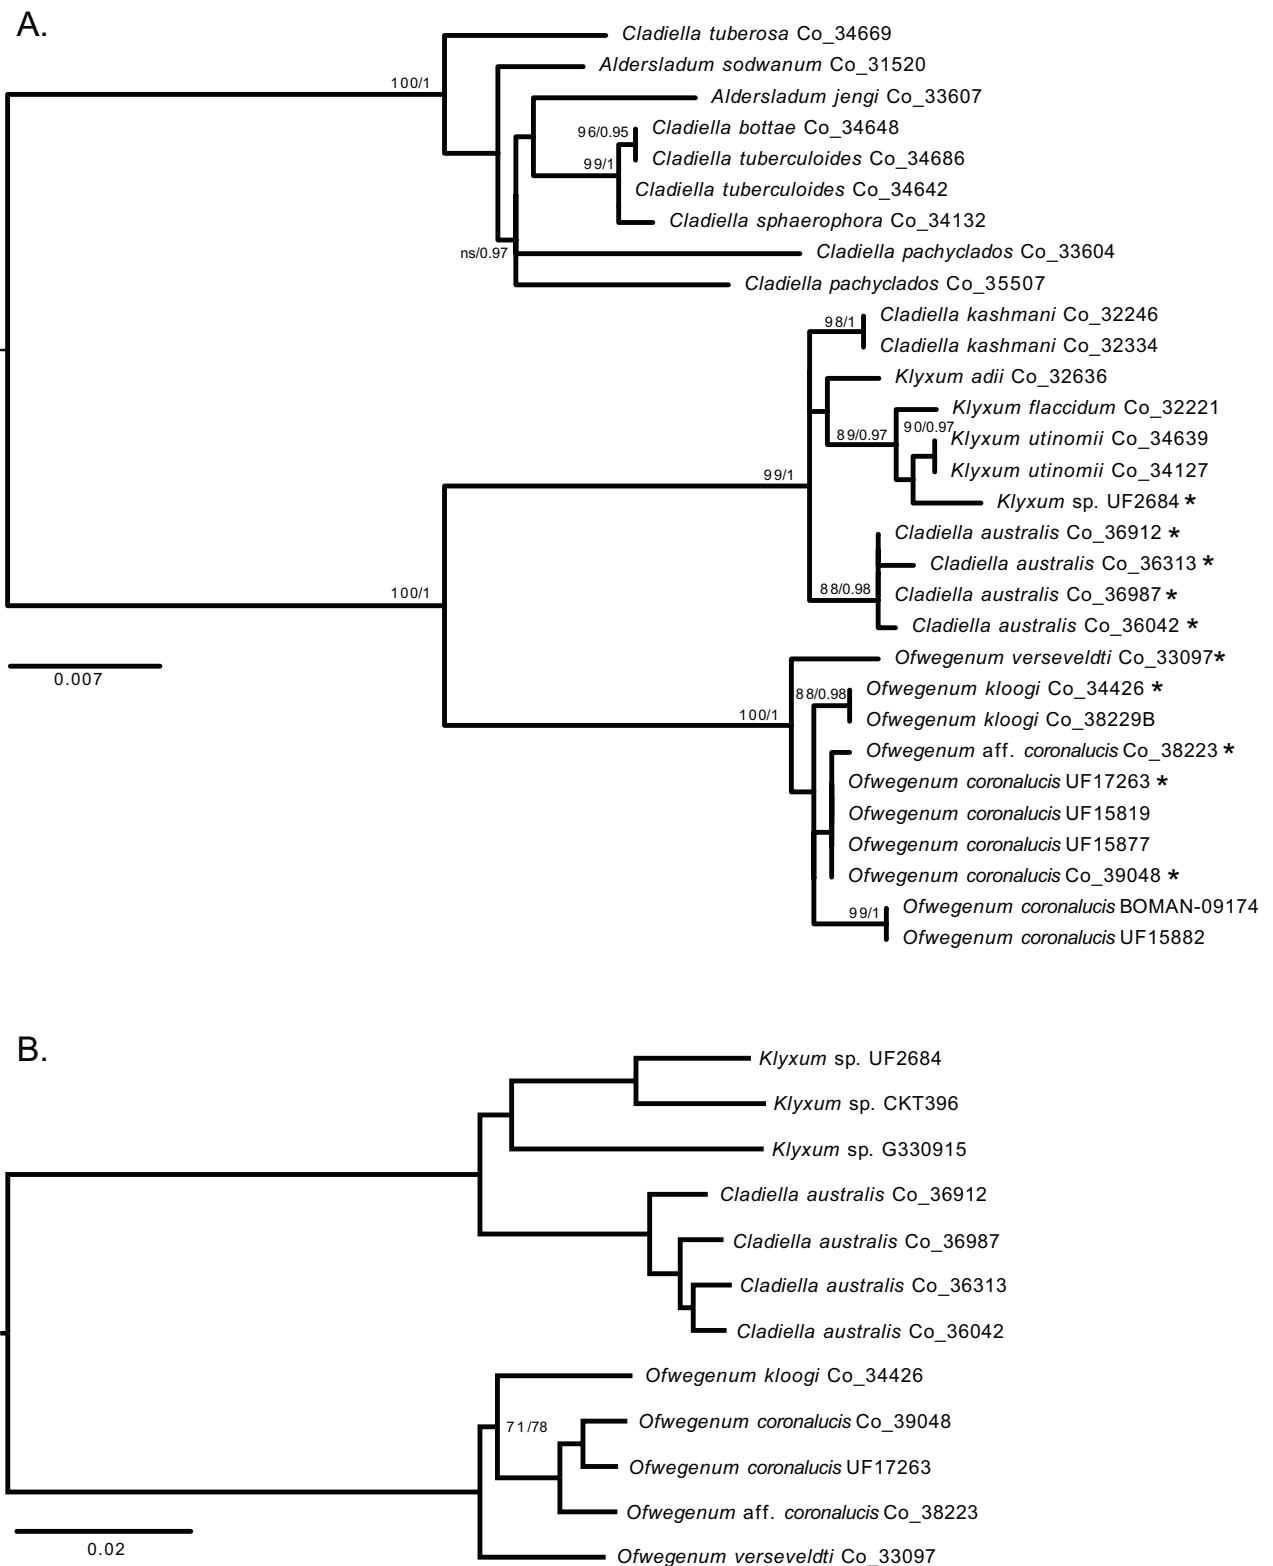 A.
Cladiella tuberosa Co_34669
Aldersladum sodwanum Co_31520
100/1
Aldersladum jengi Co_33607
Cladiella bottae Co_34648
96/0.95
Cladiella tuberculoides Co_34686
99/1
Cladiella tuberculoides Co_34642
Cladiella sphaerophora Co_34132
ns/0.97
Cladiella pachyclados Co_33604
Cladiella pachyclados Co_35507
Cladiella kashmani Co_32246
98/1
Cladiella kashmani Co_32334
Klyxum adii Co_32636
Klyxum flaccidum Co_32221
90/0.97
89/0.97
Klyxum utinomii Co_34639
Klyxum utinomii Co_34127
99/1
Klyxum sp. UF2684 *
Cladiella australis Co_36912 *
Cladiella australis Co_36313 *
88/0.98
Cladiella australis Co_36987 *
100/1
Cladiella australis Co_36042 *
Ofwegenum verseveldti Co_33097*
0.007
88/0.98
Ofwegenum kloogi Co_34426 *
100/1
Ofwegenum kloogi Co_38229B
Ofwegenum aff. coronalucis Co_38223 *
Ofwegenum coronalucis UF17263 *
Ofwegenum coronalucis UF15819
Ofwegenum coronalucis UF15877
Ofwegenum coronalucis Co_39048 *
99/1
Ofwegenum coronalucis BOMAN-09174
Ofwegenum coronalucis UF15882
B.
Klyxum sp. UF2684
Klyxum sp. CKT396
Klyxum sp. G330915
Cladiella australis Co_36912
Cladiella australis Co_36987
Cladiella australis Co_36313
Cladiella australis Co_36042
Ofwegenum kloogi Co_34426
71/78
Ofwegenum coronalucis Co_39048
Ofwegenum coronalucis UF17263
Ofwegenum aff. coronalucis Co_38223
0.02
Ofwegenum verseveldti Co_33097